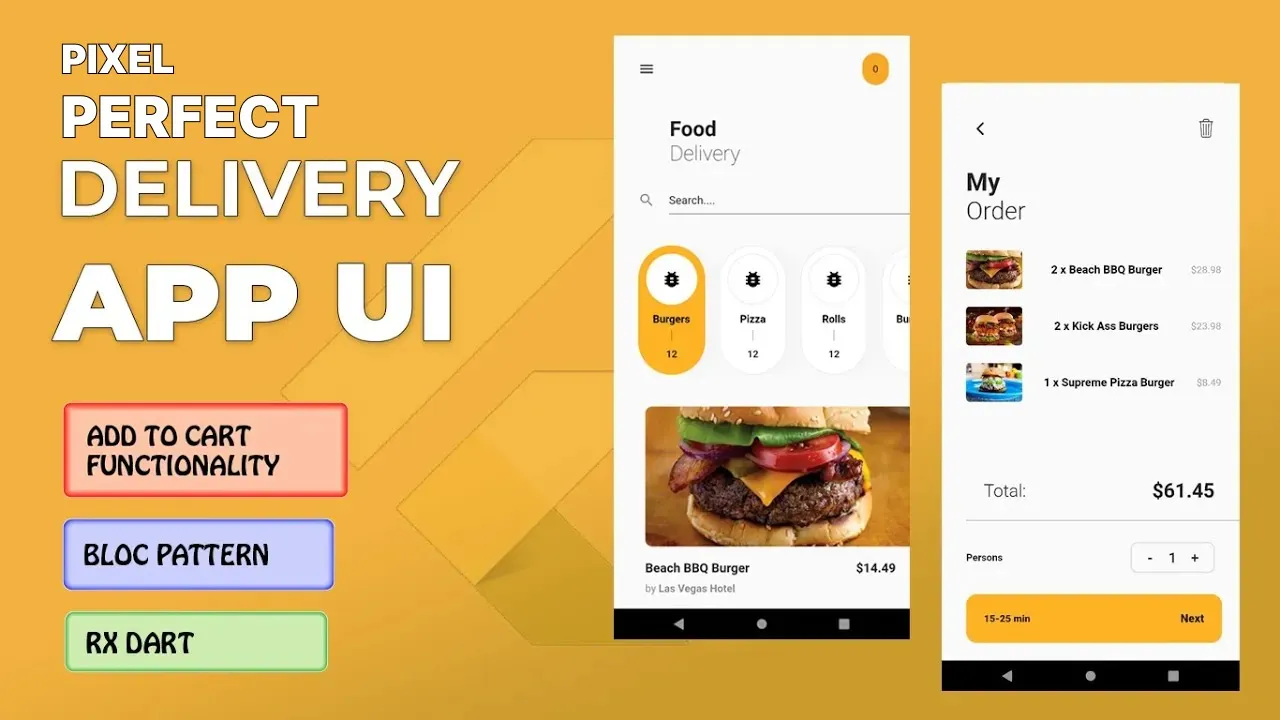 PIXEL
PERFECT
DELIVERY
APP UI
ADD TO CART
FUNCTIONALITY
BLOC PATTERN
RX DART
0
Food
Delivery
Search....
Burgers
Pizza
Rolls
Bu
12
12
12
Beach BBQ Burger $14.49
by Las Vegas Hotel
My
Order
2 x Beach BBQ Burger $28.98
2 x Kick Ass Burgers $23.98
1 x Supreme Pizza Burger $8.49
Total: $61.45
Persons - 1 +
15-25 min Next